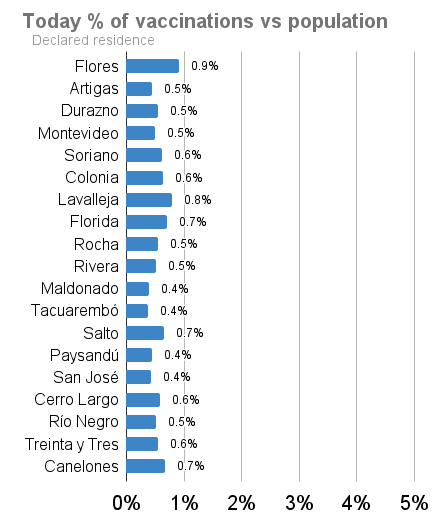 Today % of vaccinations vs population
Declared residence
Flores 0.9%
Artigas 0.5%
Durazno 0.5%
Montevideo 0.5%
Soriano 0.6%
Colonia 0.6%
Lavalleja 0.8%
Florida 0.7%
Rocha 0.5%
Rivera 0.5%
Maldonado 0.4%
Tacuarembó 0.4%
Salto 0.7%
Paysandú 0.4%
San José 0.4%
Cerro Largo 0.6%
Río Negro 0.5%
Treinta y Tres 0.6%
Canelones 0.7%
0% 1% 2% 3% 4% 5%